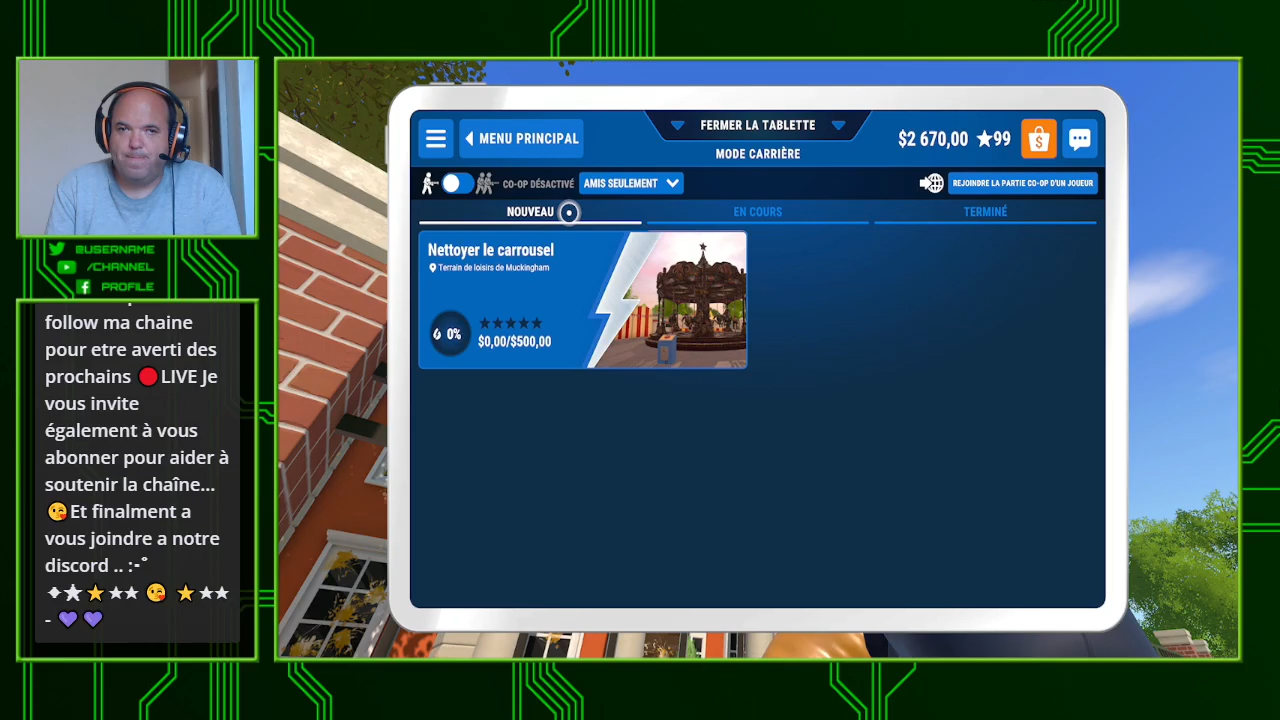 @USERNAME
/CHANNEL
PROFILE
follow ma chaine
pour etre averti des
prochains 🔴LIVE Je
vous invite
également à vous
abonner pour aider à
soutenir la chaîne...
😘Et finalment a
vous joindre a notre
discord .. :-˚
✦★⭐★★ 😘 ⭐★★
- 💜 💜
FERMER LA TABLETTE
MENU PRINCIPAL
MODE CARRIÈRE
$2 670,00 ★99
CO-OP DÉSACTIVÉ
AMIS SEULEMENT
REJOINDRE LA PARTIE CO-OP D'UN JOUEUR
NOUVEAU
EN COURS
TERMINÉ
Nettoyer le carrousel
Terrain de loisirs de Muckingham
0%
$0,00/$500,00